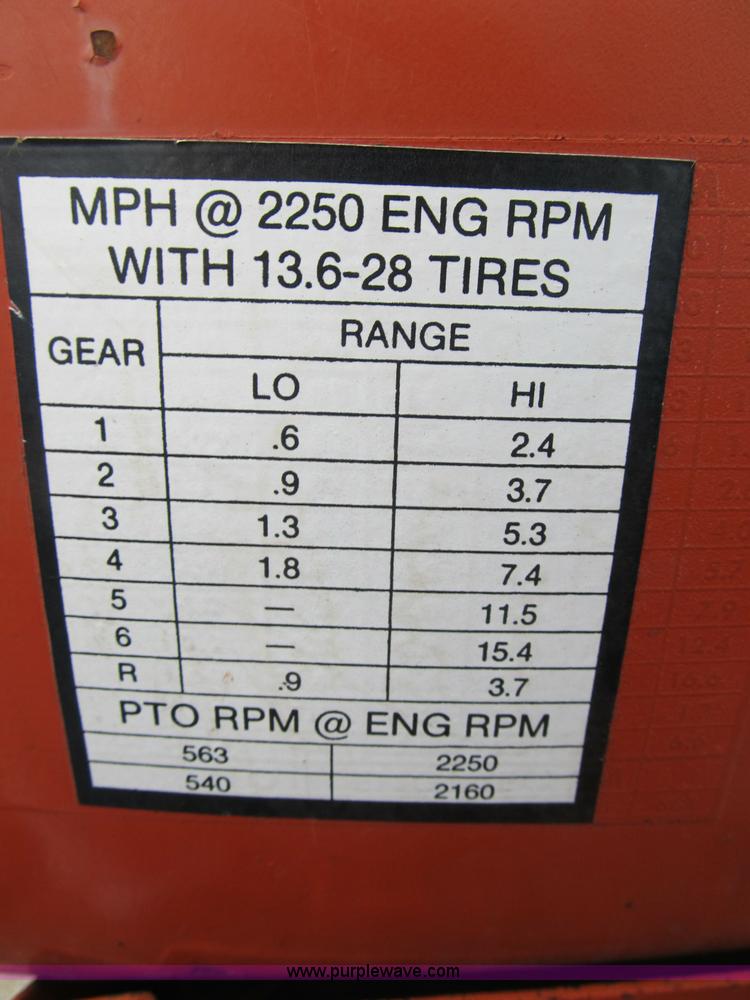 MPH @ 2250 ENG RPM
WITH 13.6-28 TIRES
GEAR RANGE
LO HI
1 .6 2.4
2 .9 3.7
3 1.3 5.3
4 1.8 7.4
5 — 11.5
6 — 15.4
R .9 3.7
PTO RPM @ ENG RPM
563 2250
540 2160
www.purplewave.com